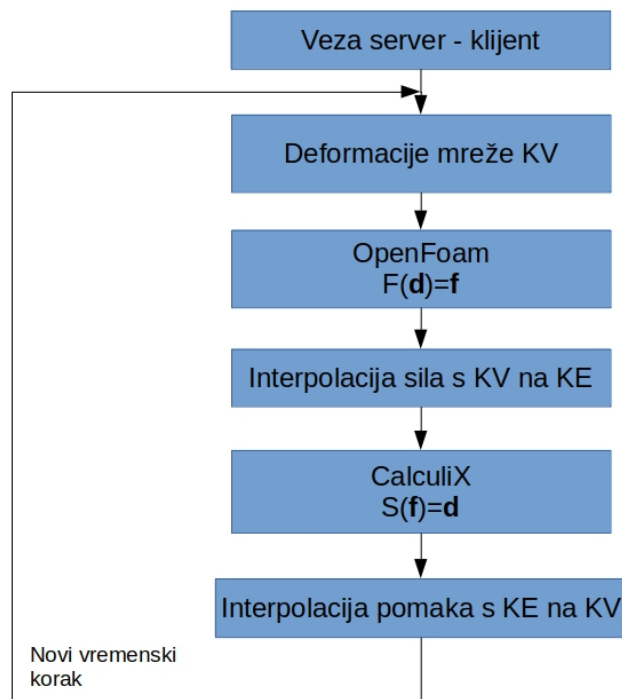 Veza server - klijent
Deformacije mreže KV
OpenFoam
F(d)=f
Interpolacija sila s KV na KE
CalculiX
S(f)=d
Interpolacija pomaka s KE na KV
Novi vremenski
korak